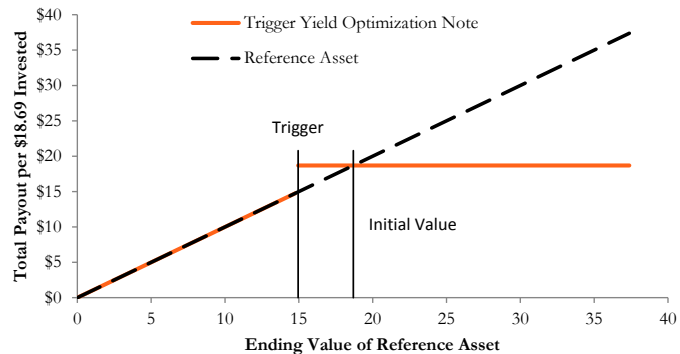 Total Payout per $18.69 Invested
$40
$35
$30
$25
$20
$15
$10
$5
$0
Trigger Yield Optimization Note
Reference Asset
Trigger
Initial Value
0 5 10 15 20 25 30 35 40
Ending Value of Reference Asset